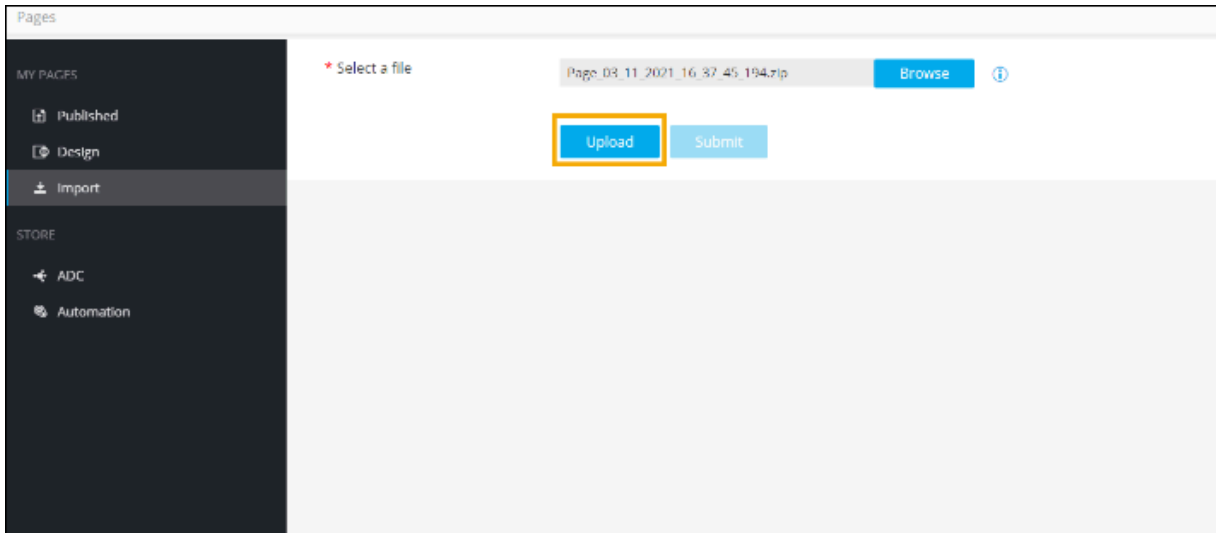 Pages
MY PAGES
Published
Design
Import
STORE
ADC
Automation
* Select a file
Page_03_11_2021_16_37_45_194.zip
Browse
Upload
Submit